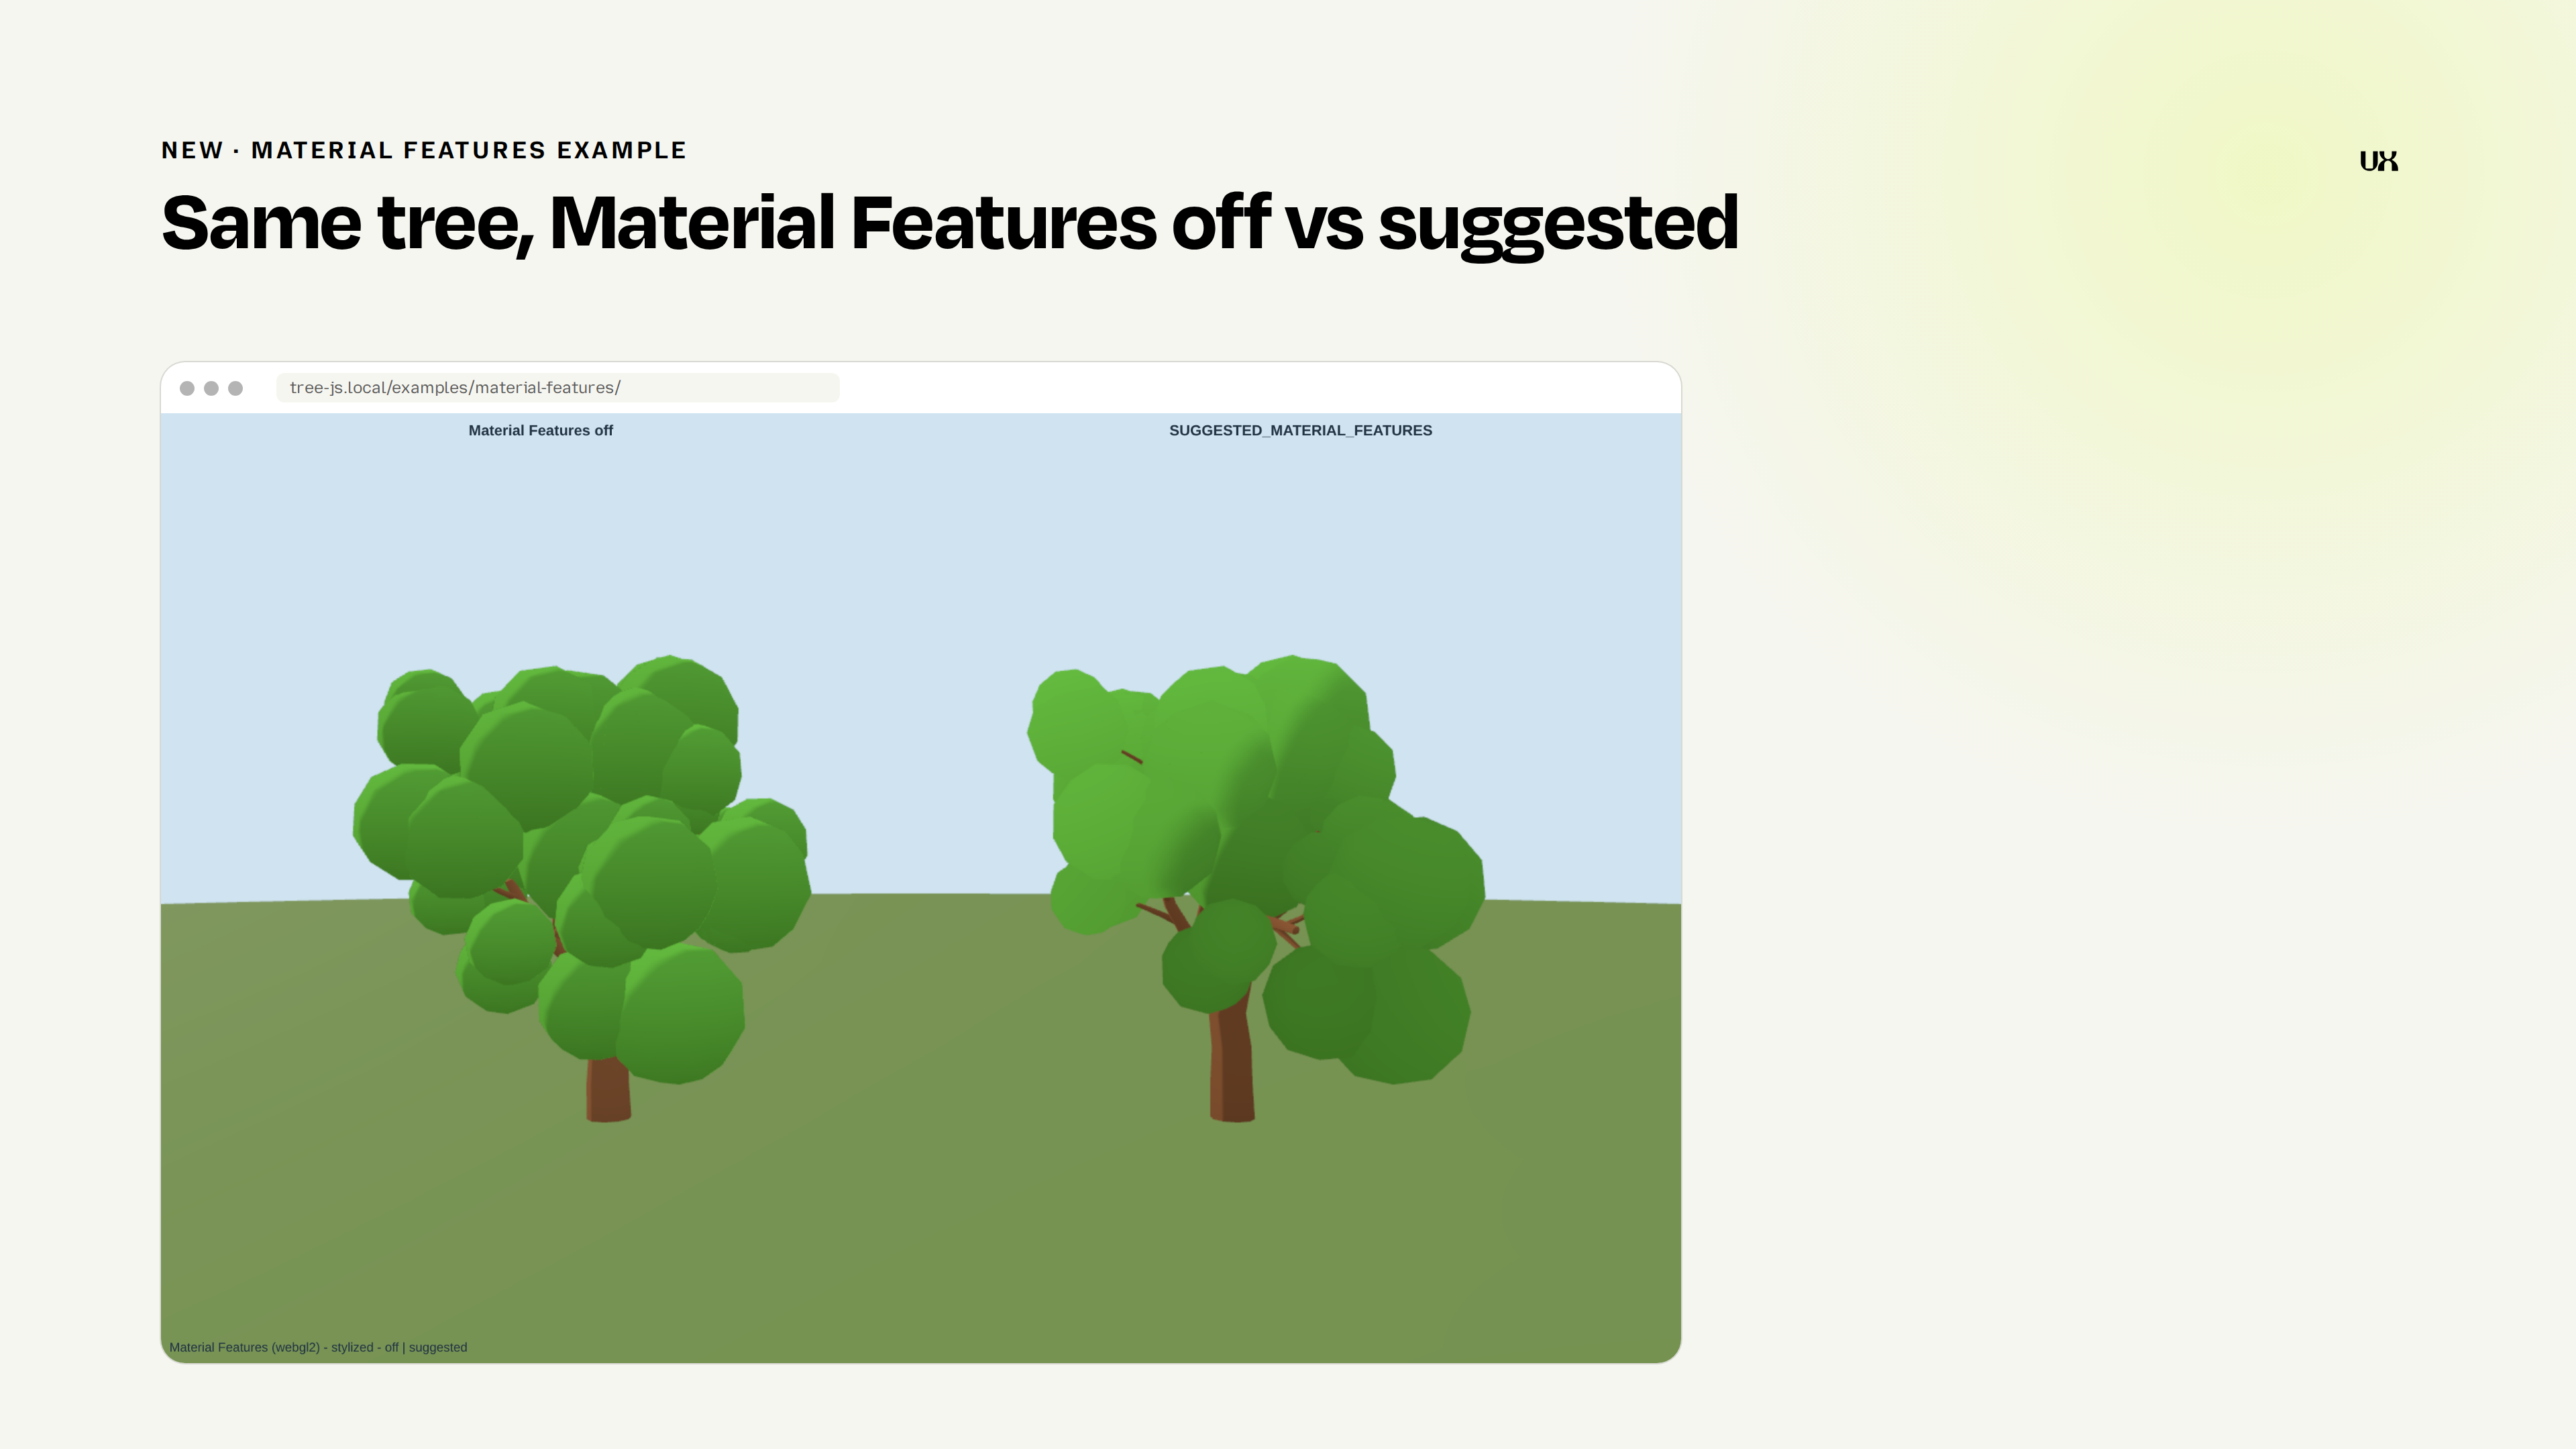 NEW · MATERIAL FEATURES EXAMPLE
UX
Same tree, Material Features off vs suggested
tree-js.local/examples/material-features/
Material Features off
SUGGESTED_MATERIAL_FEATURES
Material Features (webgl2) - stylized - off | suggested